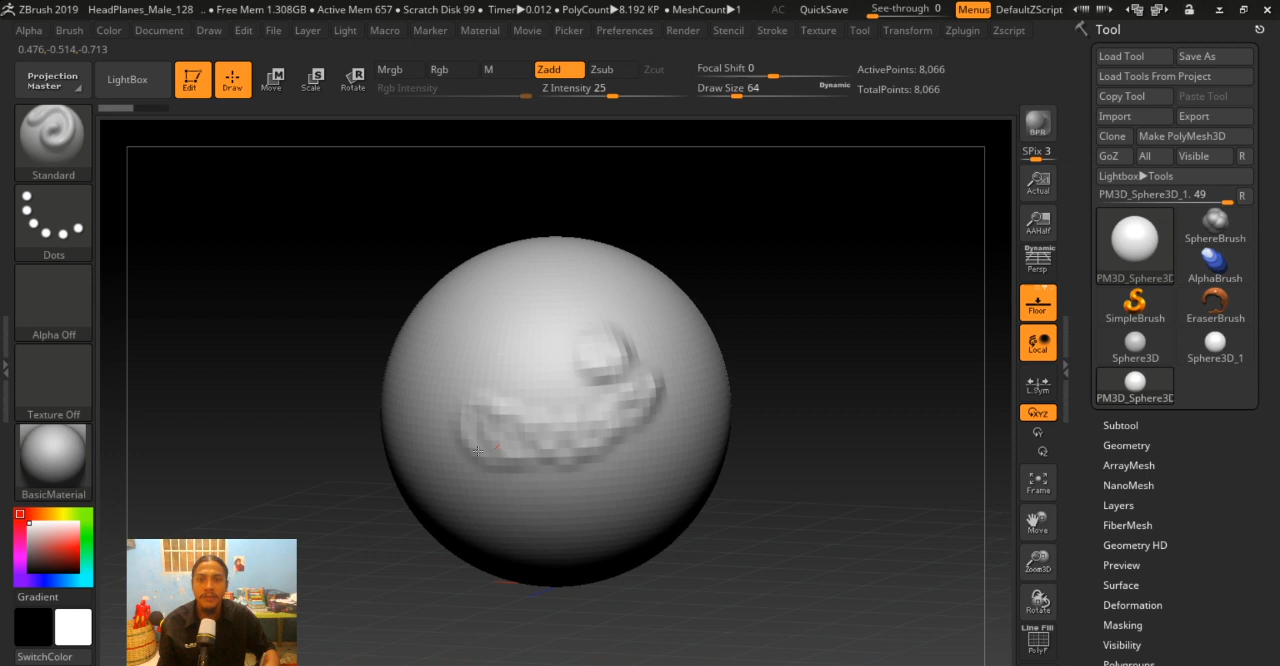 ZBrush 2019 HeadPlanes_Male_128 .. • Free Mem 1.308GB • Active Mem 657 • Scratch Disk 99 • Timer▶0.012 • PolyCount▶8.192 KP • MeshCount▶1 AC QuickSave See-through 0 Menus DefaultZScript
Alpha Brush Color Document Draw Edit File Layer Light Macro Marker Material Movie Picker Preferences Render Stencil Stroke Texture Tool Transform Zplugin Zscript
0.476,-0.514,-0.713
Projection
Master
LightBox
Edit
Draw
Move
Scale
Rotate
Mrgb Rgb M
Rgb Intensity
Zadd Zsub Zcut
Z Intensity 25
Focal Shift 0
Draw Size 64
Dynamic
ActivePoints: 8,066
TotalPoints: 8,066
Standard
Dots
Alpha Off
Texture Off
BasicMaterial
Gradient
SwitchColor
BPR
SPix 3
Actual
AAHalf
Dynamic
Persp
Floor
Local
L.Sym
XYZ
Frame
Move
Zoom3D
Rotate
Line Fill
PolyF
Tool
Load Tool Save As
Load Tools From Project
Copy Tool Paste Tool
Import Export
Clone Make PolyMesh3D
GoZ All Visible R
Lightbox▶Tools
PM3D_Sphere3D_1. 49 R
SphereBrush
PM3D_Sphere3D AlphaBrush
SimpleBrush EraserBrush
Sphere3D Sphere3D_1
PM3D_Sphere3D
Subtool
Geometry
ArrayMesh
NanoMesh
Layers
FiberMesh
Geometry HD
Preview
Surface
Deformation
Masking
Visibility
Polygroups